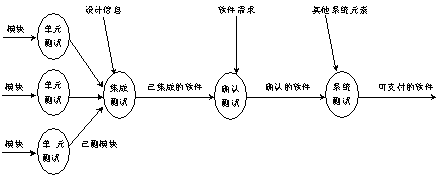 设计信息
软件需求
其他系统元素
模块
单元
测试
模块
单元
测试
集成
测试
已集成的软件
确认
测试
确认的软件
系统
测试
可支付的软件
模块
单元
测试
已测模块